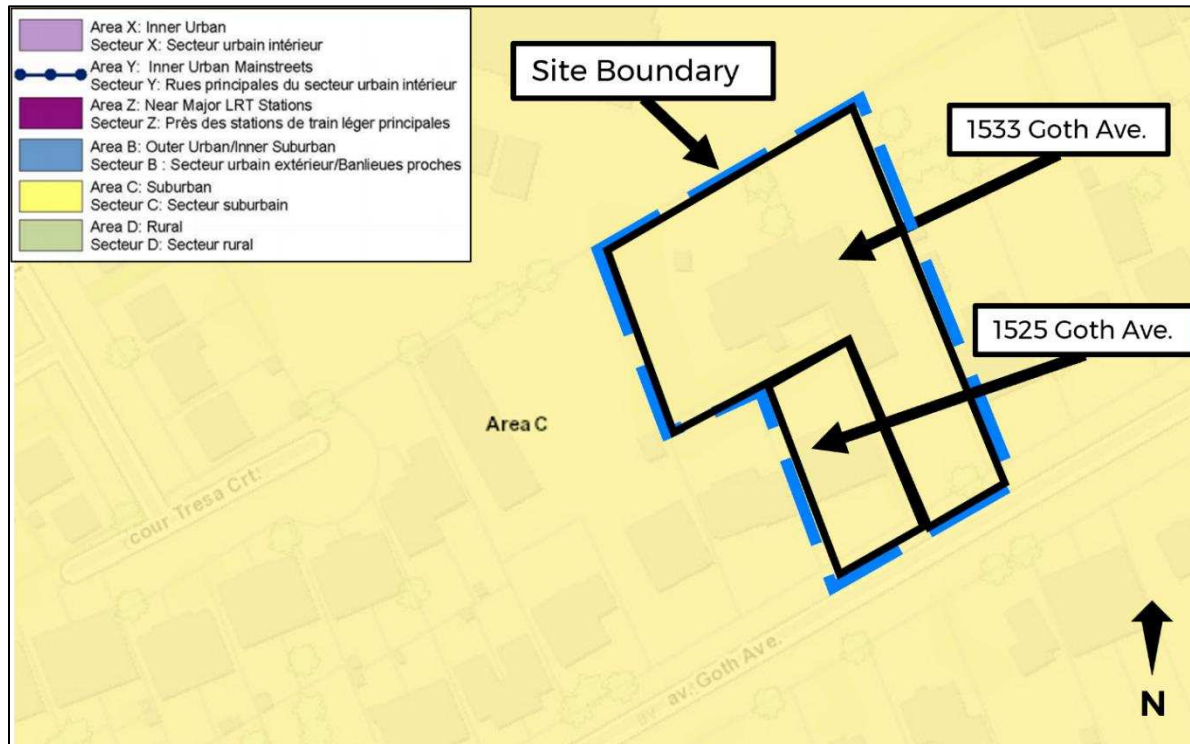 Area X: Inner Urban
Secteur X: Secteur urbain intérieur
Area Y: Inner Urban Mainstreets
Secteur Y: Rues principales du secteur urbain intérieur
Area Z: Near Major LRT Stations
Secteur Z: Près des stations de train léger principales
Area B: Outer Urban/Inner Suburban
Secteur B : Secteur urbain extérieur/Banlieues proches
Area C: Suburban
Secteur C: Secteur suburbain
Area D: Rural
Secteur D: Secteur rural
Site Boundary
1533 Goth Ave.
1525 Goth Ave.
Area C
cour Tresa Crt.
av. Goth Ave.
N